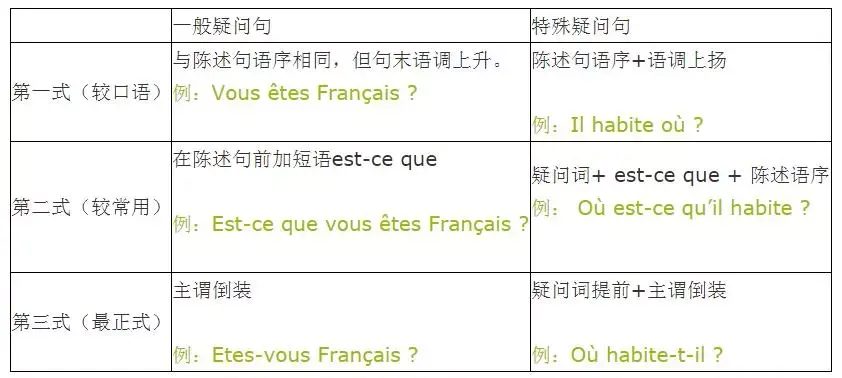 一般疑问句
特殊疑问句
第一式（较口语）
与陈述句语序相同，但句末语调上升。
例：Vous êtes Français ?
陈述句语序+语调上扬
例：Il habite où ?
第二式（较常用）
在陈述句前加短语est-ce que
例：Est-ce que vous êtes Français ?
疑问词+ est-ce que + 陈述语序
例： Où est-ce qu’il habite ?
第三式（最正式）
主谓倒装
例：Etes-vous Français ?
疑问词提前+主谓倒装
例：Où habite-t-il ?